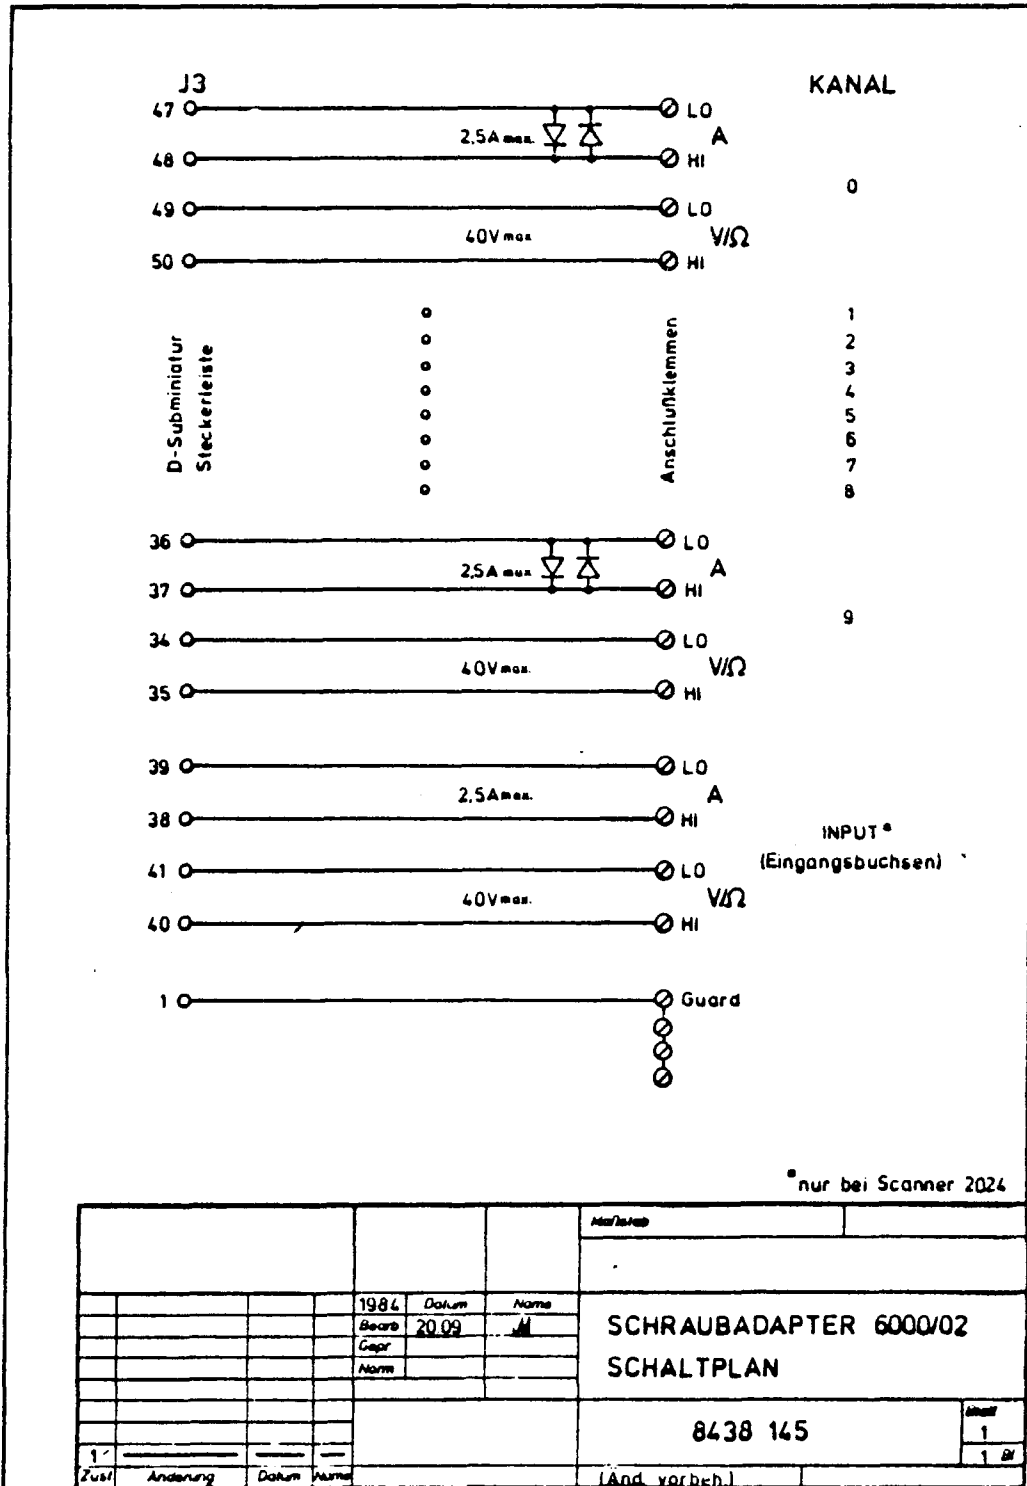 J3
KANAL
47 LO
2,5A max. A
48 HI
0
49 LO
40V max V/Ω
50 HI
D-Subminiatur
Steckerleiste
Anschlußklemmen
1
2
3
4
5
6
7
8
36 LO
2,5A max A
37 HI
9
34 LO
40V max. V/Ω
35 HI
39 LO
2,5A max. A
38 HI
INPUT *
(Eingangsbuchsen)
41 LO
40V max. V/Ω
40 HI
1 Guard
* nur bei Scanner 2024
Maßstab
1984 Datum Name
Bearb 20.09
Gepr
Norm
SCHRAUBADAPTER 6000/02
SCHALTPLAN
8438 145
Blatt
1
1 Bl
1
Zust Änderung Datum Name
(Änd. vorbeh.)